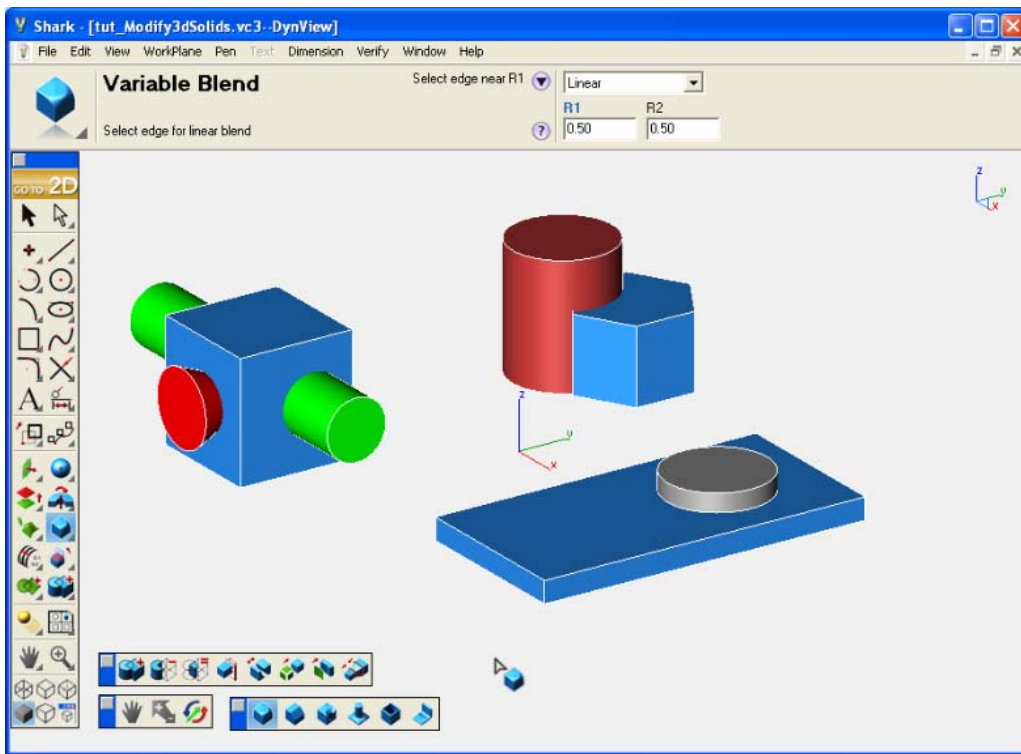 Shark - [tut_Modify3dSolids.vc3--DynView]
File Edit View WorkPlane Pen Text Dimension Verify Window Help
Variable Blend
Select edge near R1
Linear
R1 R2
Select edge for linear blend
?
0.50 0.50
GO TO 2D
z
y
x
A
z
y
x